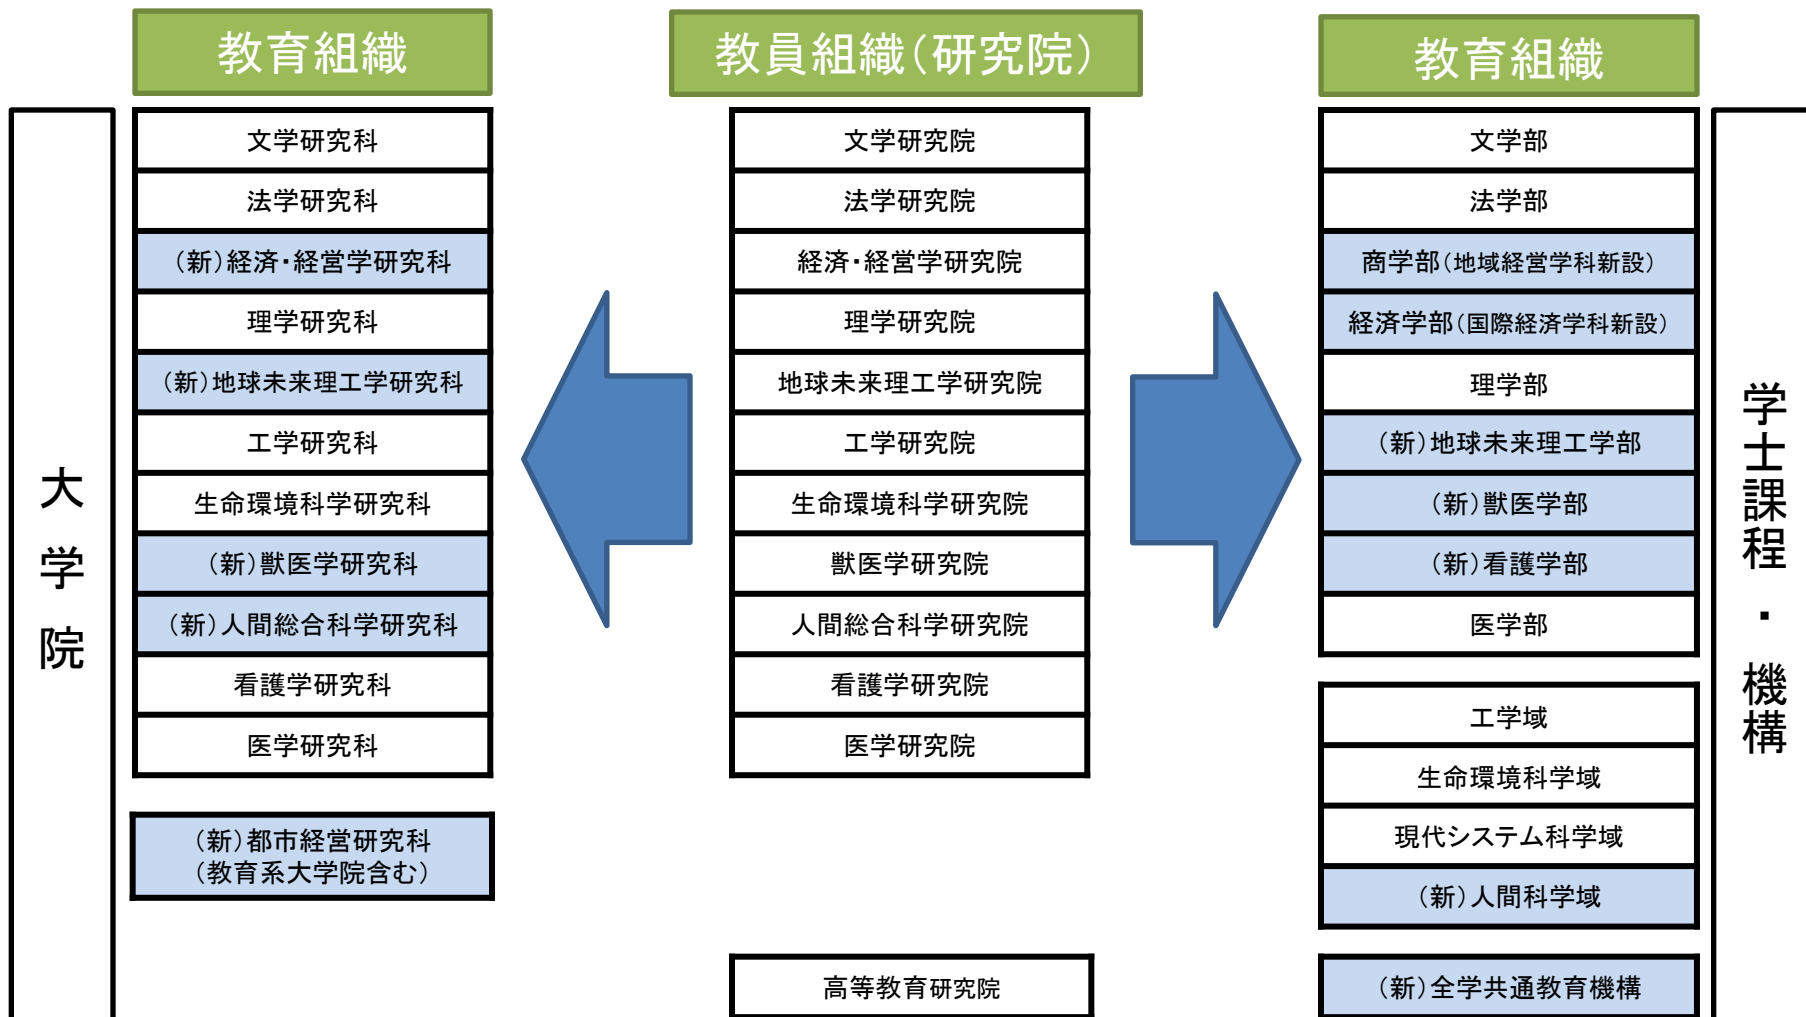 教育組織
教員組織(研究院)
教育組織
大学院
文学研究科
法学研究科
(新)経済・経営学研究科
理学研究科
(新)地球未来理工学研究科
工学研究科
生命環境科学研究科
(新)獣医学研究科
(新)人間総合科学研究科
看護学研究科
医学研究科
(新)都市経営研究科
(教育系大学院含む)
文学研究院
法学研究院
経済・経営学研究院
理学研究院
地球未来理工学研究院
工学研究院
生命環境科学研究院
獣医学研究院
人間総合科学研究院
看護学研究院
医学研究院
高等教育研究院
文学部
法学部
商学部(地域経営学科新設)
経済学部(国際経済学科新設)
理学部
(新)地球未来理工学部
(新)獣医学部
(新)看護学部
医学部
工学域
生命環境科学域
現代システム科学域
(新)人間科学域
(新)全学共通教育機構
学士課程・機構